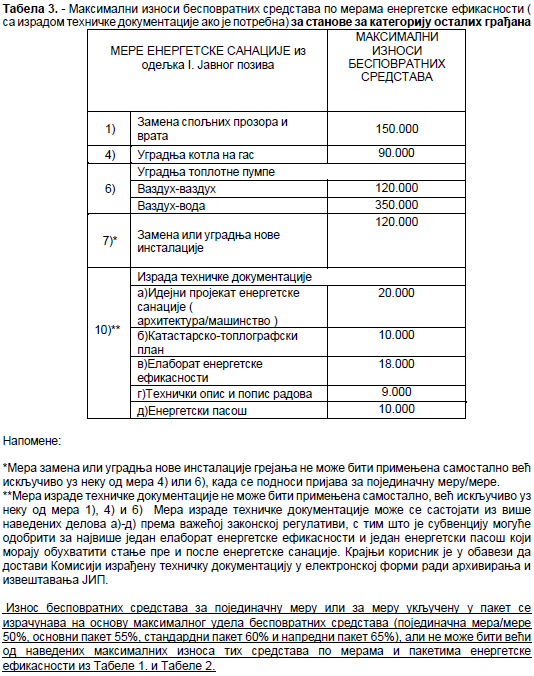 Табела 3. - Максимални износи бесповратних средстава по мерама енергетске ефикасности (
са израдом техничке документације ако је потребна) за станове за категорију осталих грађана
МЕРЕ ЕНЕРГЕТСКЕ САНАЦИЈЕ из
одељка I. Јавног позива
МАКСИМАЛНИ
ИЗНОСИ
БЕСПОВРАТНИХ
СРЕДСТАВА
1)
Замена спољних прозора и
врата
150.000
4)
Уградња котла на гас
90.000
6)
Уградња топлотне пумпе
Ваздух-ваздух
120.000
Ваздух-вода
350.000
7)*
Замена или уградња нове
инсталације
120.000
10)**
Израда техничке документације
а)Идејни пројекат енергетске
санације (
архитектура/машинство )
20.000
б)Катастарско-топлографски
план
10.000
в)Елаборат енергетске
ефикасности
18.000
г)Технички опис и попис радова
9.000
д)Енергетски пасош
10.000
Напомене:
*Мера замена или уградња нове инсталације грејања не може бити примењена самостално већ
искључиво уз неку од мера 4) или 6), када се подноси пријава за појединачну меру/мере.
**Мера израде техничке документације не може бити примењена самостално, већ искључиво уз
неку од мера 1), 4) и 6) Мера израде техничке документације може се састојати из више
наведених делова а)-д) према важећој законској регулативи, с тим што је субвенцију могуће
одобрити за највише један елаборат енергетске ефикасности и један енергетски пасош који
морају обухватити стање пре и после енергетске санације. Крајњи корисник је у обавези да
достави Комисији израђену техничку документацију у електронској форми ради архивирања и
извештавања ЈИП.
Износ бесповратних средстава за појединачну меру или за меру укључену у пакет се
израчунава на основу максималног удела бесповратних средстава (појединачна мера/мере
50%, основни пакет 55%, стандардни пакет 60% и напредни пакет 65%), али не може бити већи
од наведених максималних износа тих средстава по мерама и пакетима енергетске
ефикасности из Табеле 1. и Табеле 2.